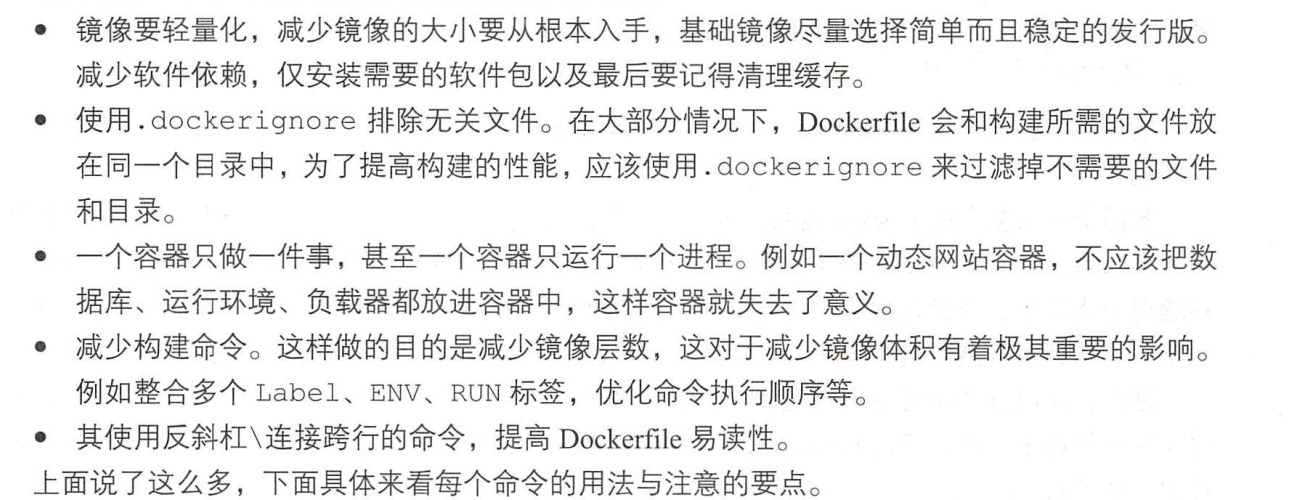 • 镜像要轻量化，减少镜像的大小要从根本入手，基础镜像尽量选择简单而且稳定的发行版。
减少软件依赖，仅安装需要的软件包以及最后要记得清理缓存。
• 使用.dockerignore 排除无关文件。在大部分情况下，Dockerfile 会和构建所需的文件放
在同一个目录中，为了提高构建的性能，应该使用.dockerignore 来过滤掉不需要的文件
和目录。
• 一个容器只做一件事，甚至一个容器只运行一个进程。例如一个动态网站容器，不应该把数
据库、运行环境、负载器都放进容器中，这样容器就失去了意义。
• 减少构建命令。这样做的目的是减少镜像层数，这对于减少镜像体积有着极其重要的影响。
例如整合多个 Label、ENV、RUN 标签，优化命令执行顺序等。
• 其使用反斜杠\连接跨行的命令，提高 Dockerfile 易读性。
上面说了这么多，下面具体来看每个命令的用法与注意的要点。